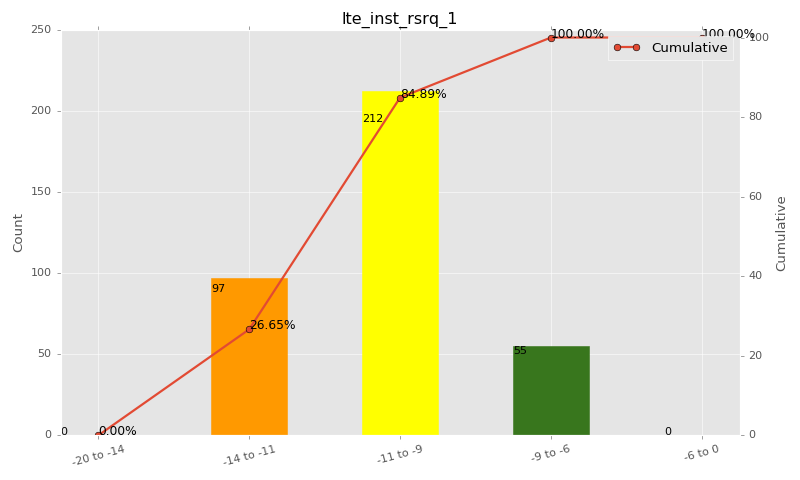 lte_inst_rsrq_1
250
200
150
100
50
0
Count
100
80
60
40
20
0
Cumulative
Cumulative
100.00%
100.00%
84.89%
212
26.65%
97
55
0
0.00%
0
-20 to -14
-14 to -11
-11 to -9
-9 to -6
-6 to 0